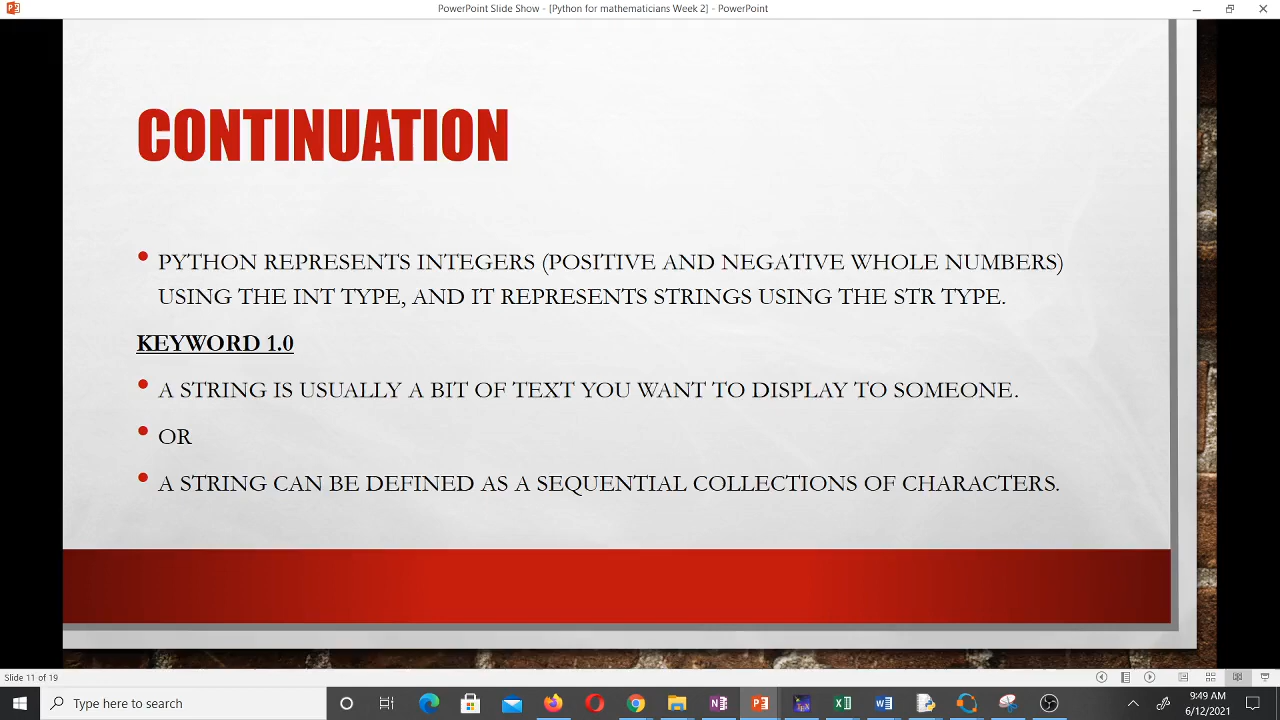 PowerPoint Slide Show - [Python for mathematicians Week 2] - PowerPoint
CONTINUATION
• PYTHON REPRESENTS INTEGERS (POSITIVE AND NEGATIVE WHOLE NUMBERS)
USING THE INT TYPE, AND IT REPRESENTS STRINGS USING THE STR TYPE.
KEYWORD 1.0
• A STRING IS USUALLY A BIT OF TEXT YOU WANT TO DISPLAY TO SOMEONE.
• OR
• A STRING CAN BE DEFINED AS A SEQUENTIAL COLLECTIONS OF CHARACTERS.
Slide 11 of 19
Type here to search
9:49 AM
6/12/2021